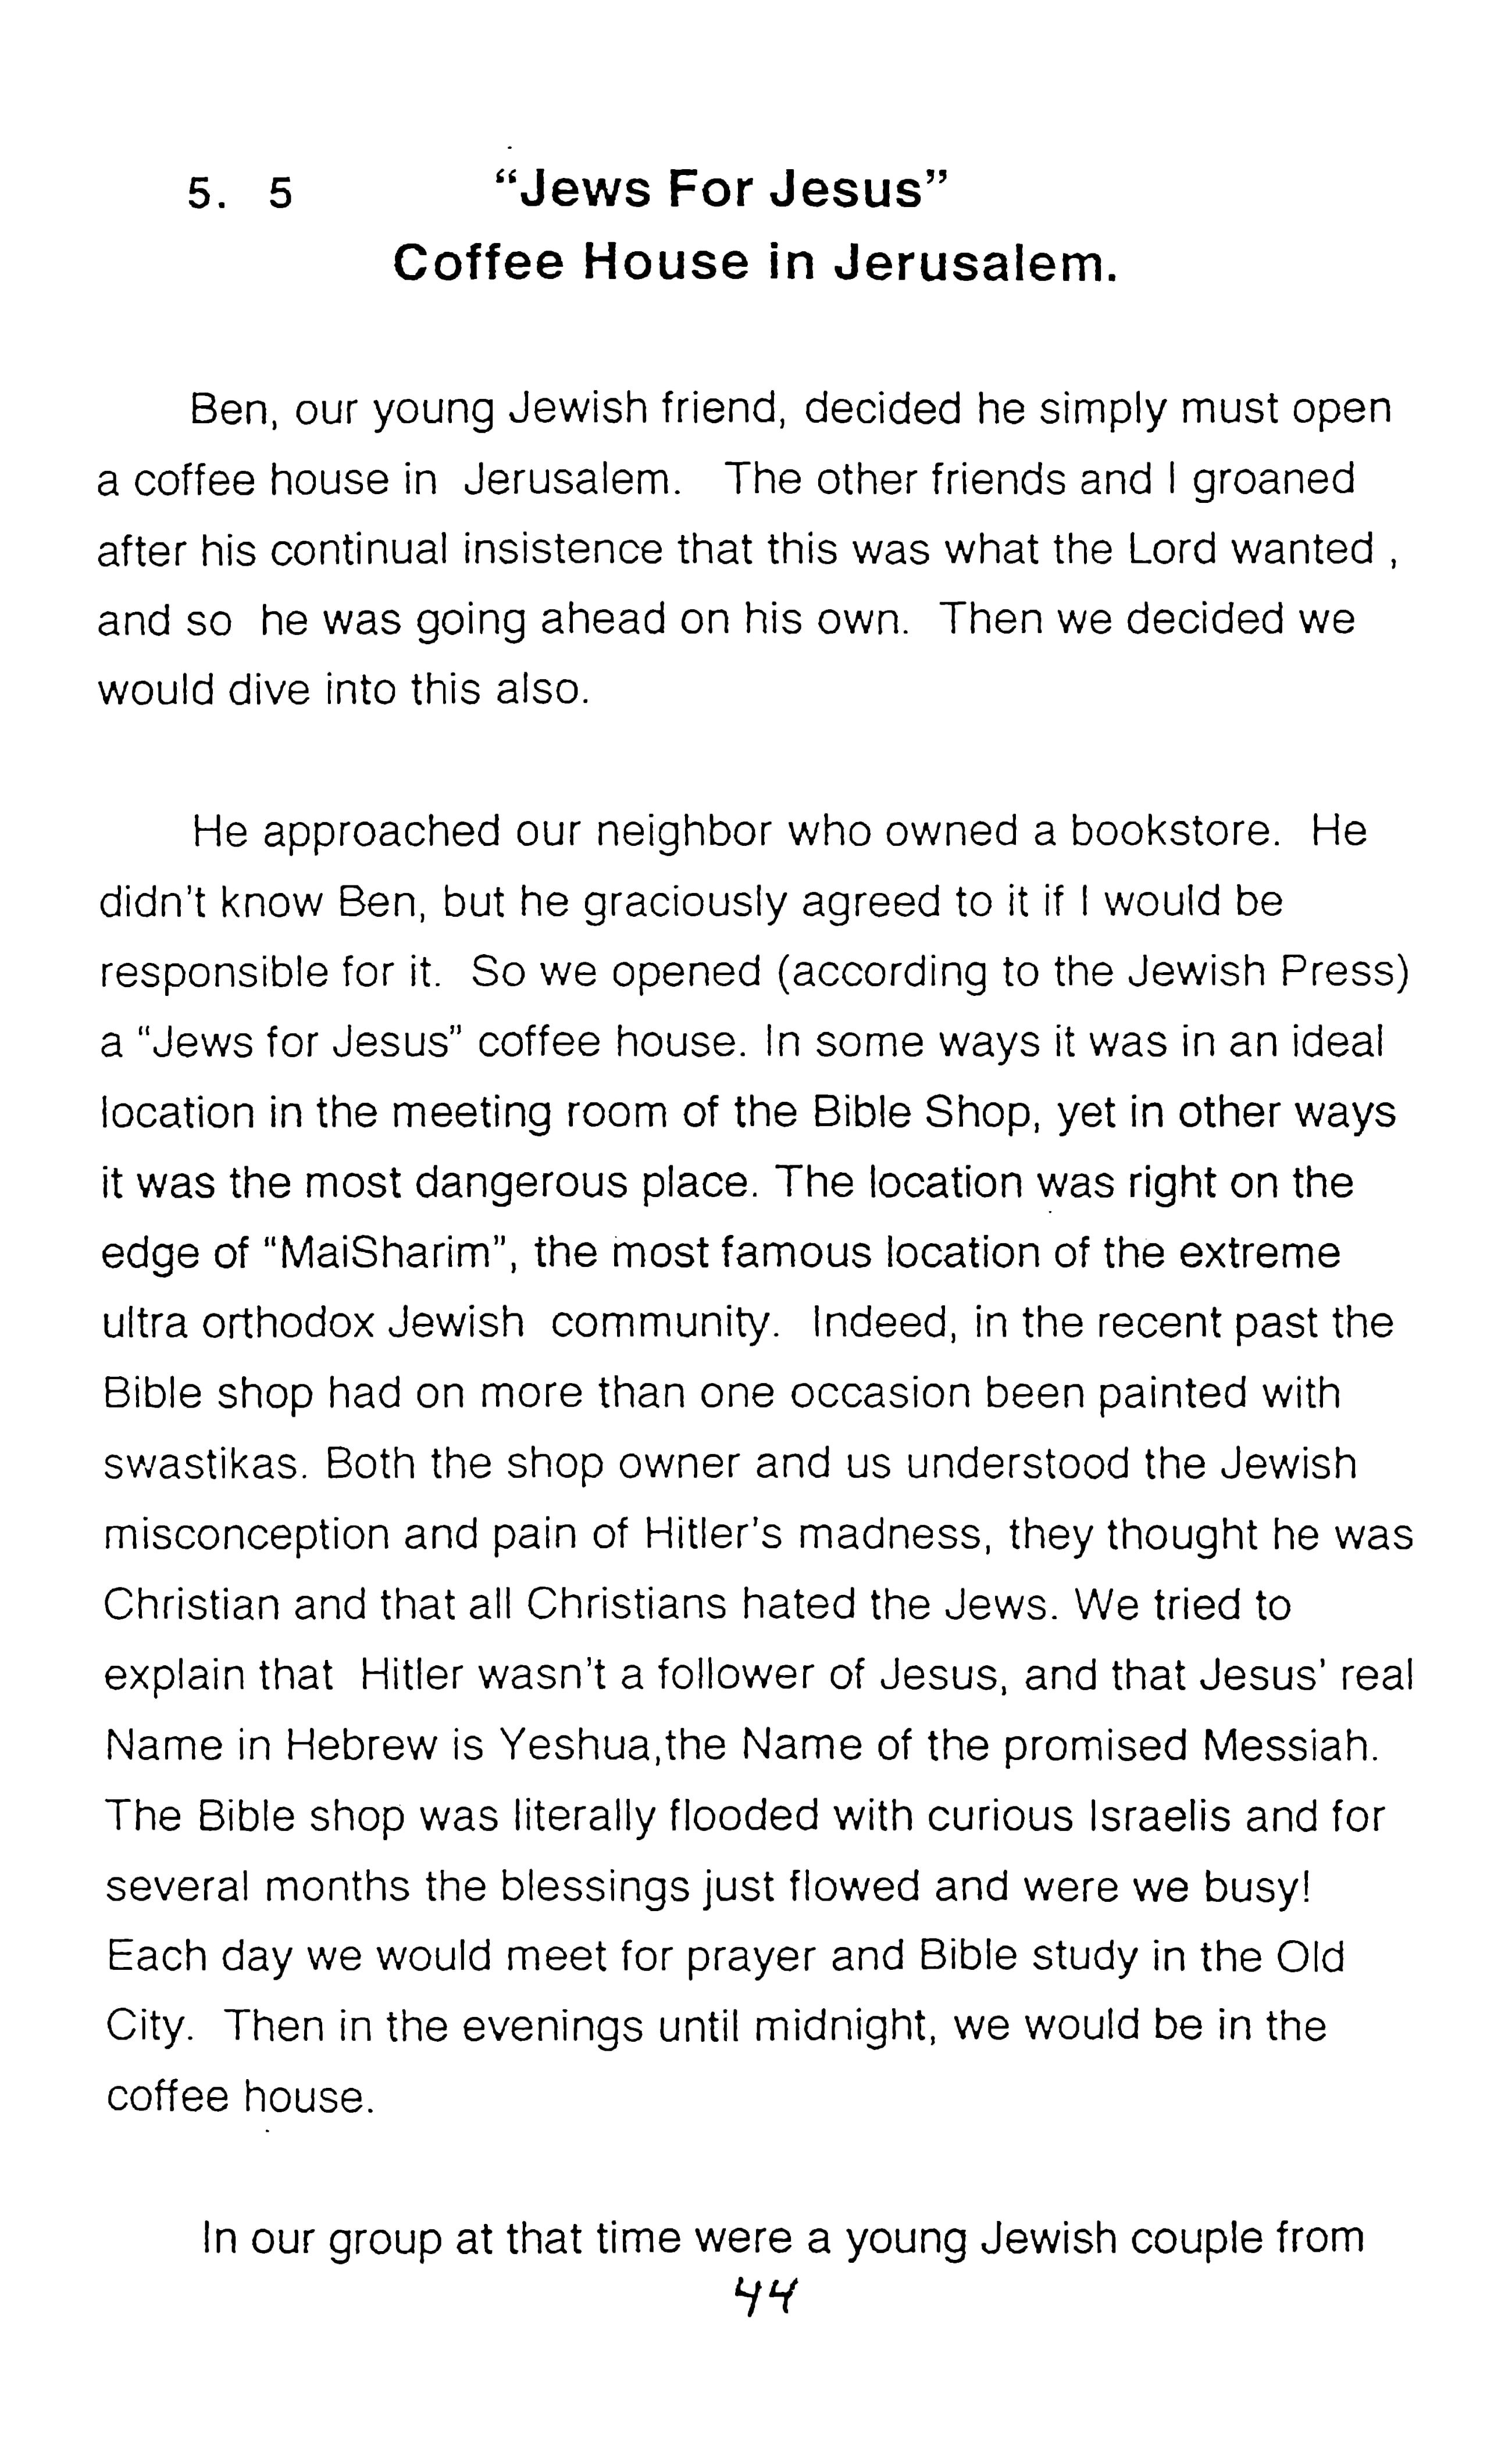 5. 5 “Jews For Jesus”
Coffee House in Jerusalem.
Ben, our young Jewish friend, decided he simply must open
a coffee house in Jerusalem. The other friends and I groaned
after his continual insistence that this was what the Lord wanted ,
and so he was going ahead on his own. Then we decided we
would dive into this also.
He approached our neighbor who owned a bookstore. He
didn't know Ben, but he graciously agreed to it if I would be
responsible for it. So we opened (according to the Jewish Press)
a "Jews for Jesus" coffee house. In some ways it was in an ideal
location in the meeting room of the Bible Shop, yet in other ways
it was the most dangerous place. The location was right on the
edge of "MaiSharim", the most famous location of the extreme
ultra orthodox Jewish community. Indeed, in the recent past the
Bible shop had on more than one occasion been painted with
swastikas. Both the shop owner and us understood the Jewish
misconception and pain of Hitler's madness, they thought he was
Christian and that all Christians hated the Jews. We tried to
explain that Hitler wasn't a follower of Jesus, and that Jesus' real
Name in Hebrew is Yeshua,the Name of the promised Messiah.
The Bible shop was literally flooded with curious Israelis and for
several months the blessings just flowed and were we busy!
Each day we would meet for prayer and Bible study in the Old
City. Then in the evenings until midnight, we would be in the
coffee house.
In our group at that time were a young Jewish couple from
44